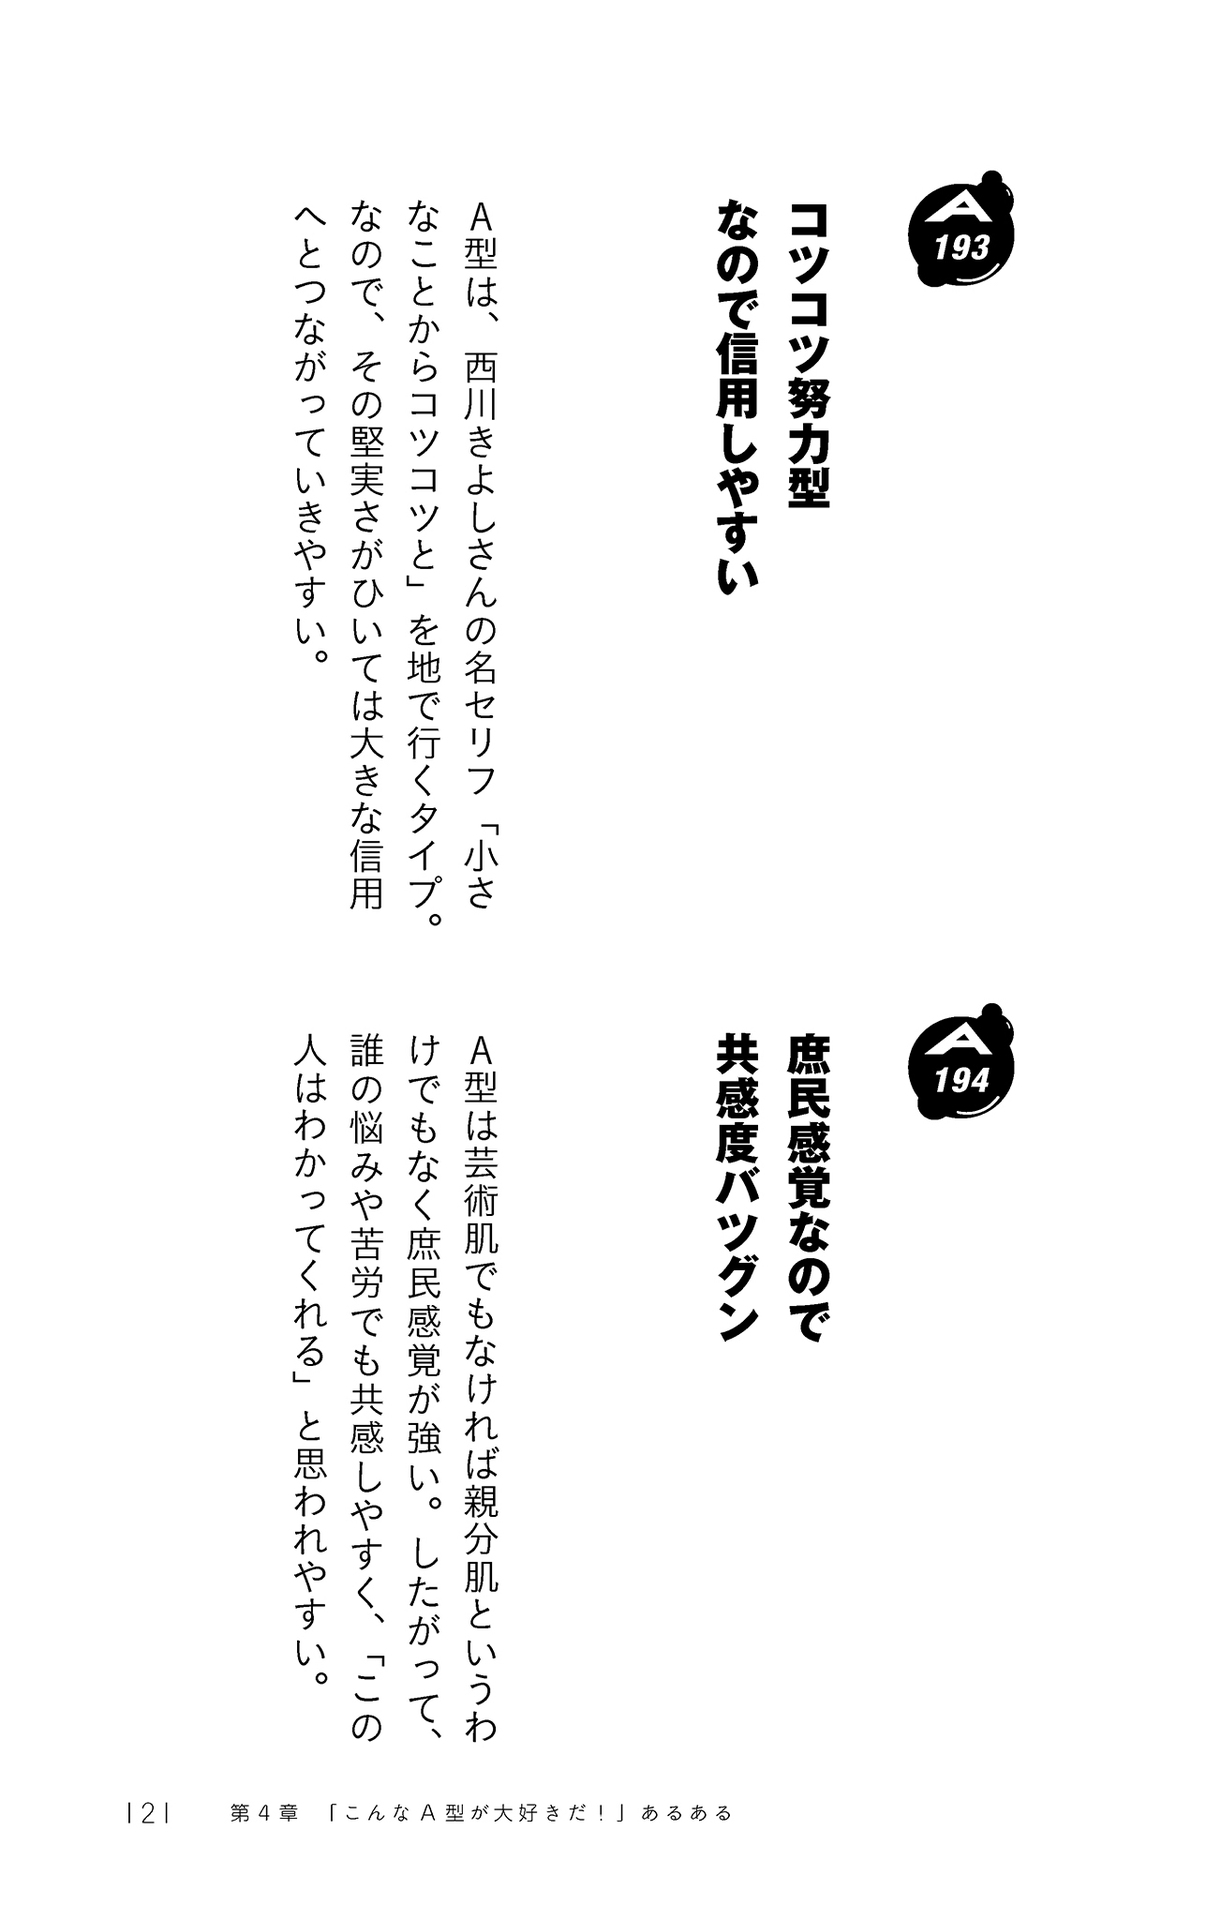 A
193
コツコツ努力型
なので信用しやすい
A型は、西川きよしさんの名セリフ「小さ
なことからコツコツと」を地で行くタイプ。
なので、その堅実さがひいては大きな信用
へとつながっていきやすい。
A
194
庶民感覚なので
共感度バツグン
A型は芸術肌でもなければ親分肌というわ
けでもなく庶民感覚が強い。したがって、
誰の悩みや苦労でも共感しやすく、「この
人はわかってくれる」と思われやすい。
121 第4章 「こんなA型が大好きだ!」あるある